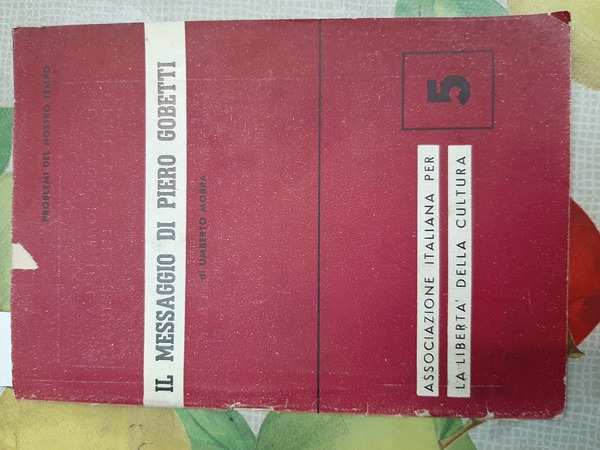 PROBLEMI DEL NOSTRO TEMPO
IL MESSAGGIO DI PIERO GOBETTI
di UMBERTO MORRA
5
ASSOCIAZIONE ITALIANA PER
LA LIBERTA' DELLA CULTURA